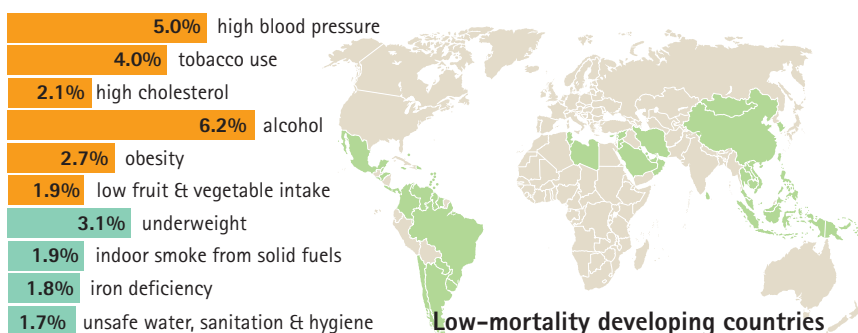 5.0% high blood pressure
4.0% tobacco use
2.1% high cholesterol
6.2% alcohol
2.7% obesity
1.9% low fruit & vegetable intake
3.1% underweight
1.9% indoor smoke from solid fuels
1.8% iron deficiency
1.7% unsafe water, sanitation & hygiene
Low-mortality developing countries